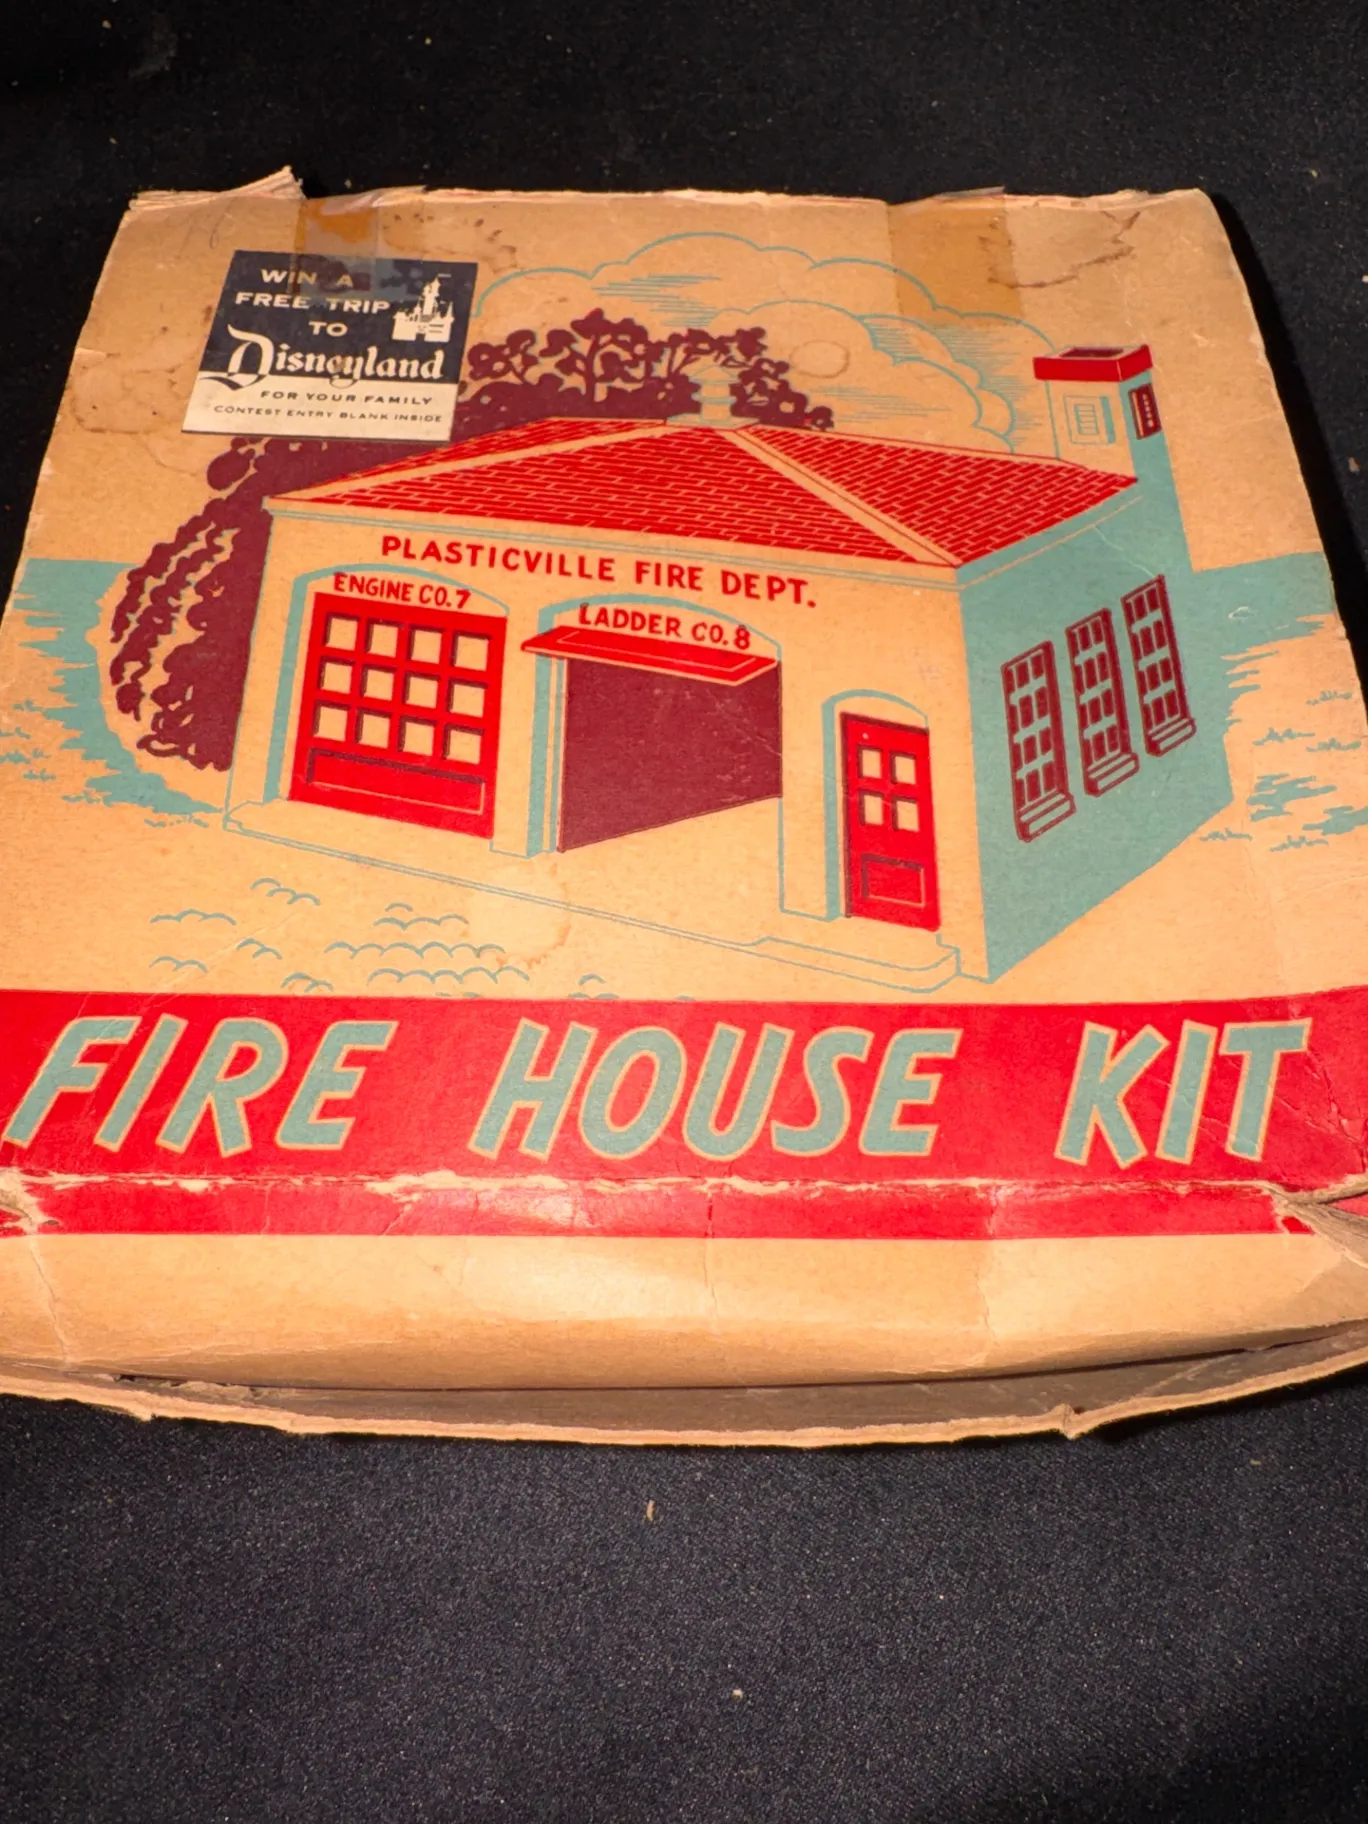 WIN A
FREE TRIP
TO
Disneyland
FOR YOUR FAMILY
CONTEST ENTRY BLANK INSIDE
PLASTICVILLE FIRE DEPT.
ENGINE CO. 7
LADDER CO. 8
FIRE HOUSE KIT